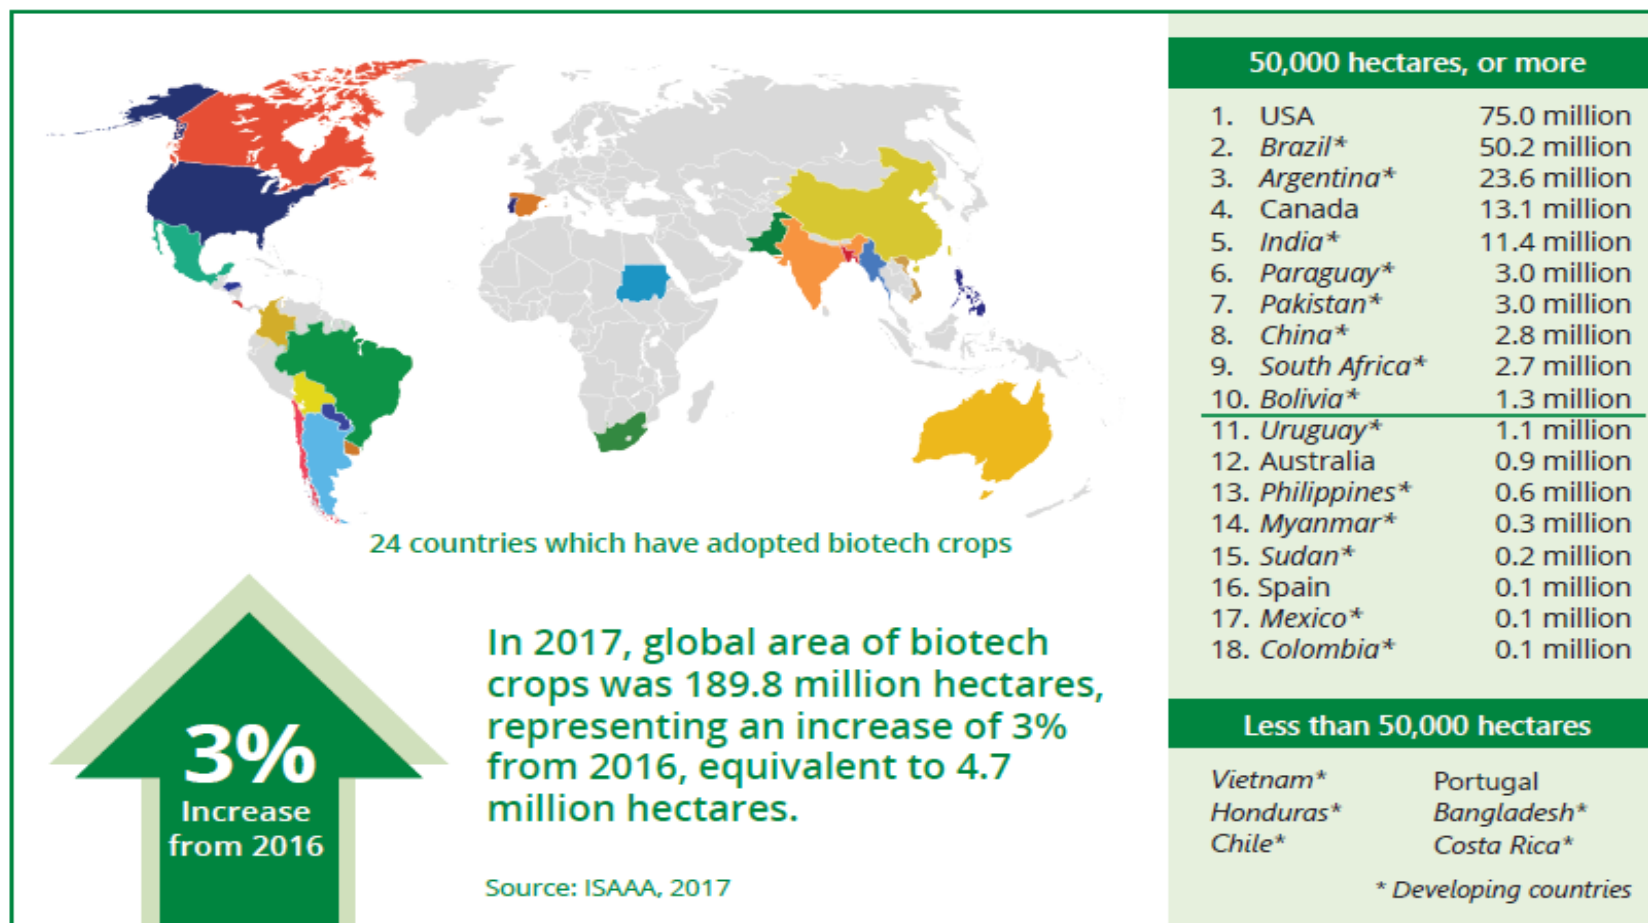 24 countries which have adopted biotech crops
3%
Increase
from 2016
In 2017, global area of biotech
crops was 189.8 million hectares,
representing an increase of 3%
from 2016, equivalent to 4.7
million hectares.
Source: ISAAA, 2017
50,000 hectares, or more
1. USA 75.0 million
2. Brazil* 50.2 million
3. Argentina* 23.6 million
4. Canada 13.1 million
5. India* 11.4 million
6. Paraguay* 3.0 million
7. Pakistan* 3.0 million
8. China* 2.8 million
9. South Africa* 2.7 million
10. Bolivia* 1.3 million
11. Uruguay* 1.1 million
12. Australia 0.9 million
13. Philippines* 0.6 million
14. Myanmar* 0.3 million
15. Sudan* 0.2 million
16. Spain 0.1 million
17. Mexico* 0.1 million
18. Colombia* 0.1 million
Less than 50,000 hectares
Vietnam* Portugal
Honduras* Bangladesh*
Chile* Costa Rica*
* Developing countries